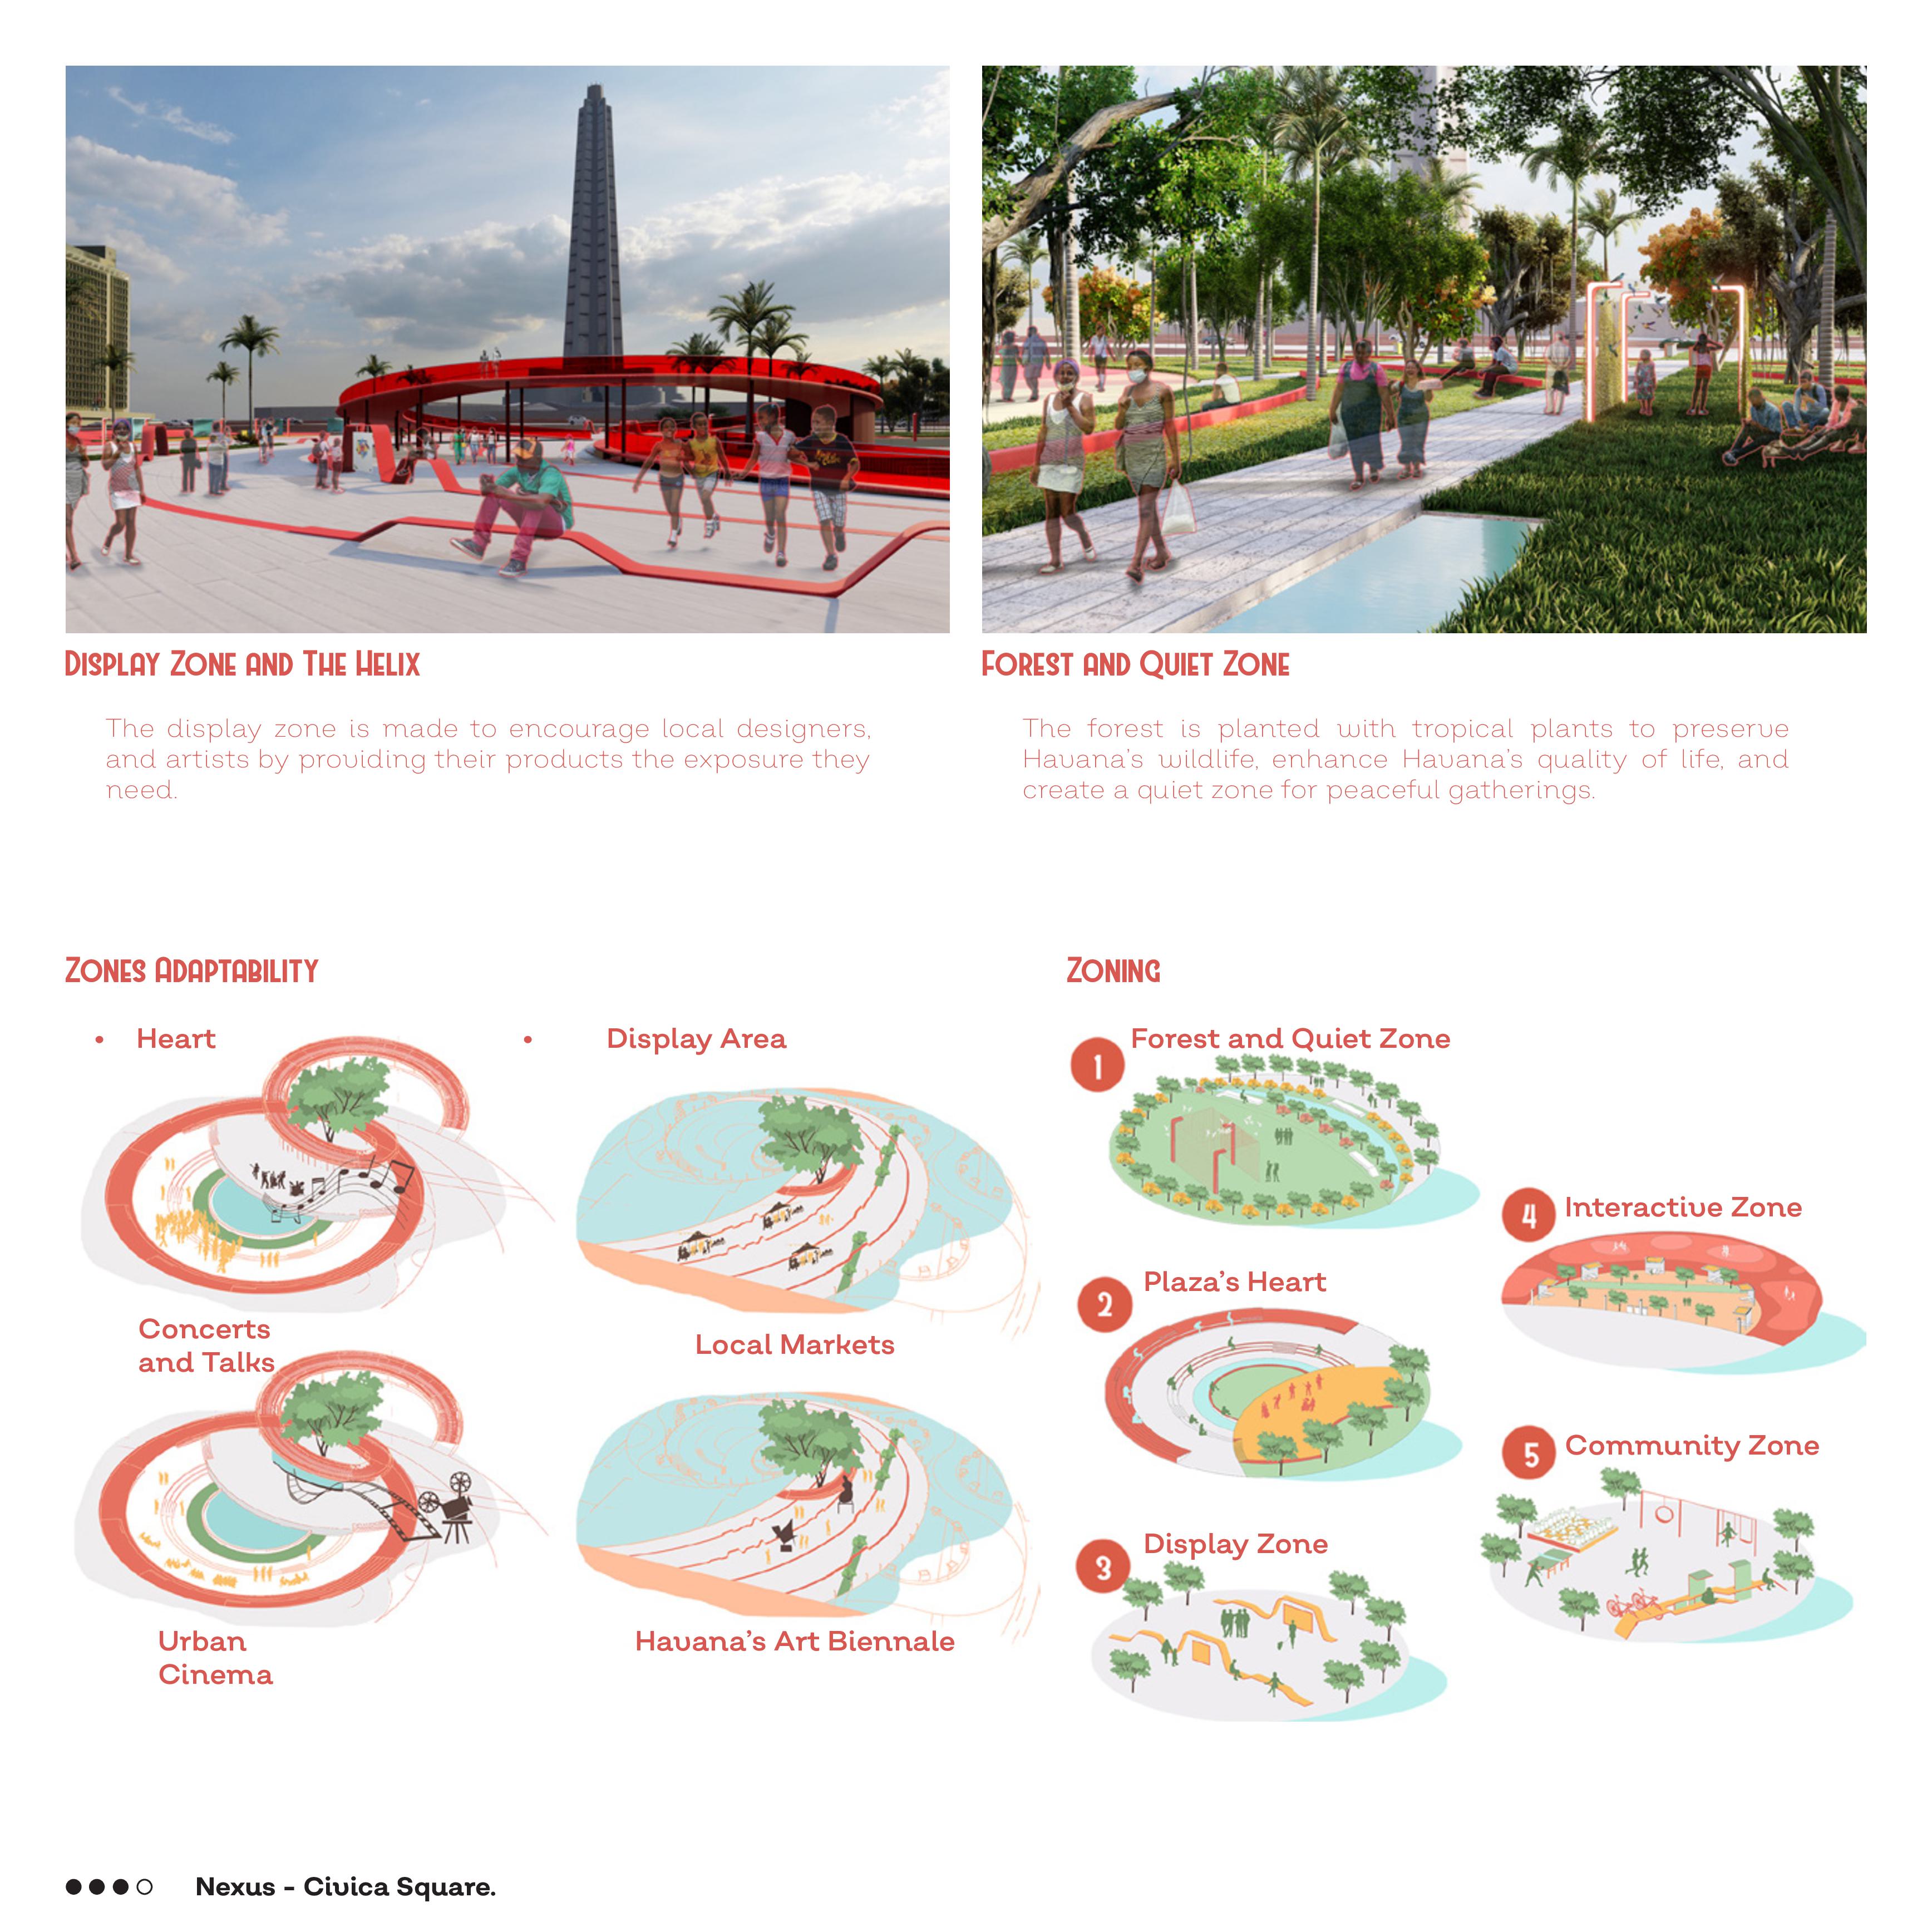 Display Zone and The Helix
The display zone is made to encourage local designers,
and artists by providing their products the exposure they
need.
Forest and Quiet Zone
The forest is planted with tropical plants to preserve
Havana's wildlife, enhance Havana's quality of life, and
create a quiet zone for peaceful gatherings.
Zones Adaptability
• Heart
Concerts
and Talks
Urban
Cinema
• Display Area
Local Markets
Havana's Art Biennale
Zoning
1 Forest and Quiet Zone
2 Plaza's Heart
3 Display Zone
4 Interactive Zone
5 Community Zone
Nexus - Civica Square.